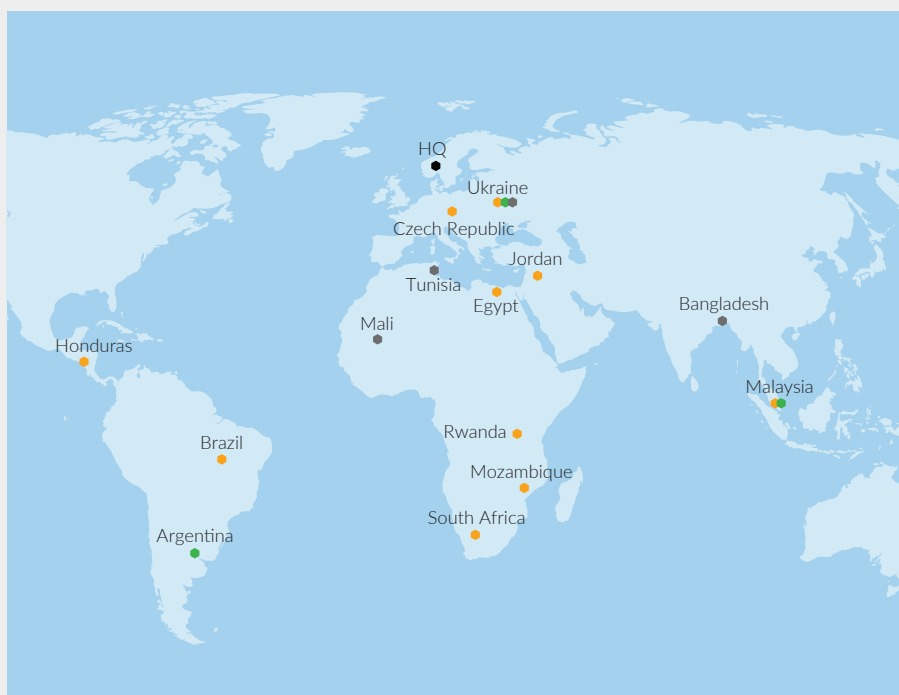 HQ
Ukraine
Czech Republic
Jordan
Tunisia
Egypt
Bangladesh
Mali
Honduras
Malaysia
Rwanda
Brazil
Mozambique
South Africa
Argentina